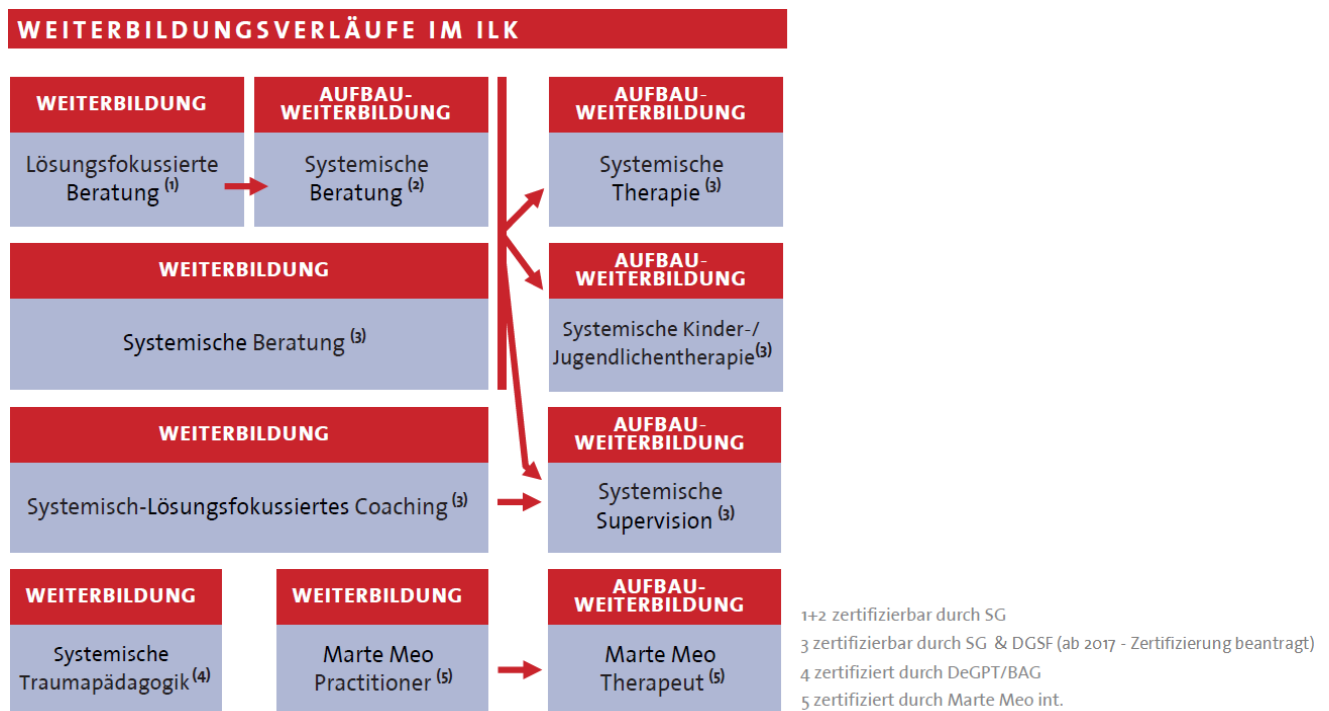 WEITERBILDUNGSVERLÄUFE IM ILK
WEITERBILDUNG
Lösungsfokussierte
Beratung (1)
AUFBAU-
WEITERBILDUNG
Systemische
Beratung (2)
AUFBAU-
WEITERBILDUNG
Systemische
Therapie (3)
WEITERBILDUNG
Systemische Beratung (3)
AUFBAU-
WEITERBILDUNG
Systemische Kinder-/
Jugendlichentherapie(3)
WEITERBILDUNG
Systemisch-Lösungsfokussiertes Coaching (3)
AUFBAU-
WEITERBILDUNG
Systemische
Supervision (3)
WEITERBILDUNG
Systemische
Traumapädagogik (4)
WEITERBILDUNG
Marte Meo
Practitioner (5)
AUFBAU-
WEITERBILDUNG
Marte Meo
Therapeut (5)
1+2 zertifizierbar durch SG
3 zertifizierbar durch SG & DGSF (ab 2017 - Zertifizierung beantragt)
4 zertifiziert durch DeGPT/BAG
5 zertifiziert durch Marte Meo int.